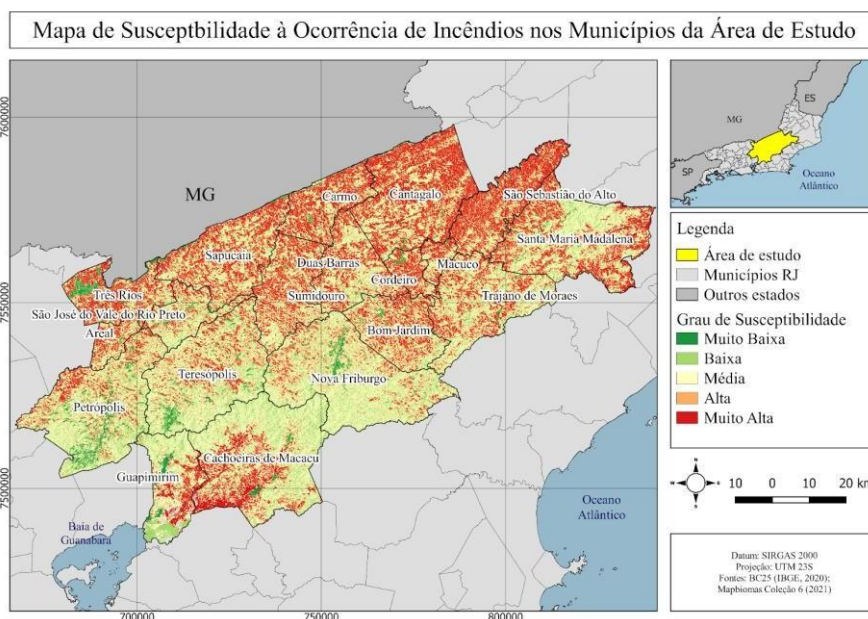 Mapa de Susceptbilidade à Ocorrência de Incêndios nos Municípios da Área de Estudo
7600000
7550000
7500000
700000
750000
800000
MG
Carmo
Cantagalo
São Sebastião do Alto
Sapucaia
Santa Maria Madalena
Duas Barras
Macuco
Cordeiro
Três Rios
Sumidouro
Trajano de Moraes
São José do Vale do Rio Preto
Areal
Bom Jardim
Teresópolis
Nova Friburgo
Petrópolis
Cachoeiras de Macacu
Guapimirim
Baía de
Guanabara
Oceano
Atlântico
ES
MG
SP
Oceano
Atlântico
Legenda
Área de estudo
Municípios RJ
Outros estados
Grau de Susceptibilidade
Muito Baixa
Baixa
Média
Alta
Muito Alta
N
W
E
S
10 0 10 20 km
Datum: SIRGAS 2000
Projeção: UTM 23S
Fontes: BC25 (IBGE, 2020);
Mapbiomas Coleção 6 (2021)